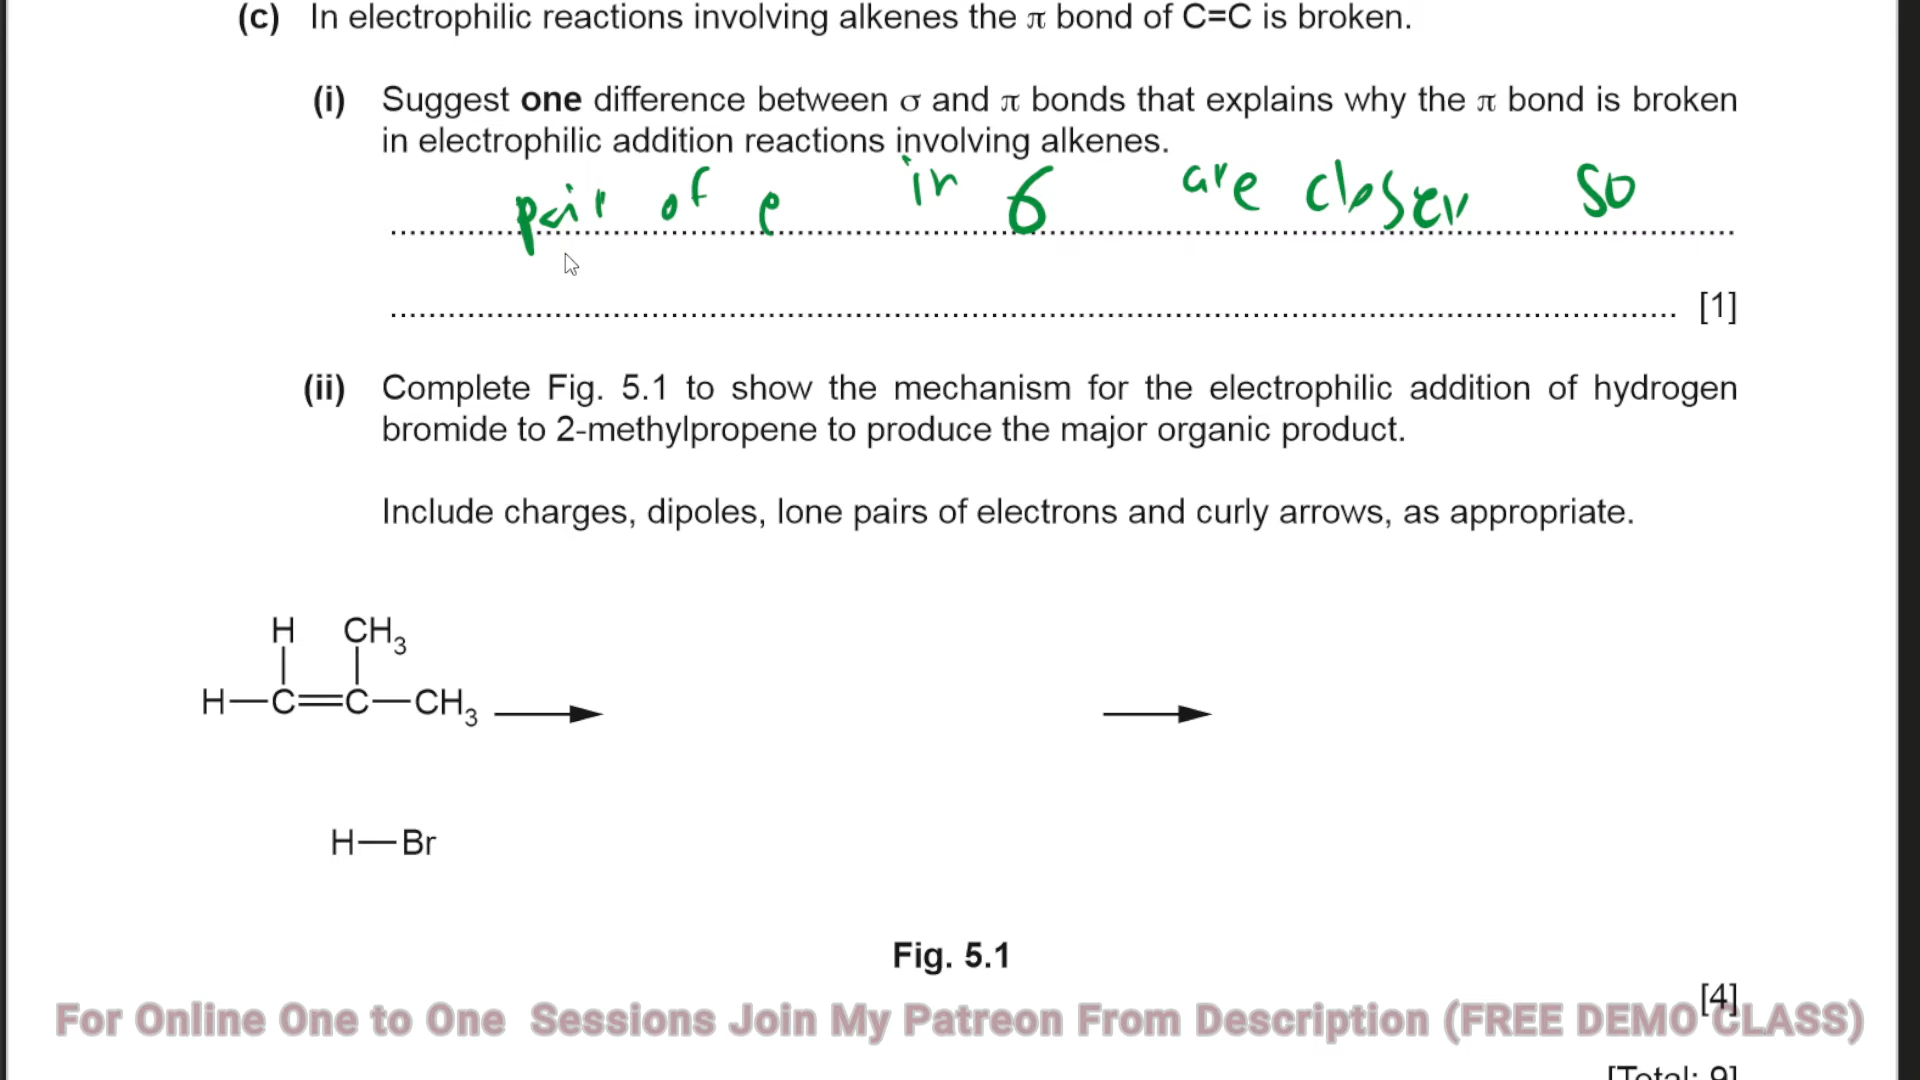 (c) In electrophilic reactions involving alkenes the π bond of C=C is broken.
(i) Suggest one difference between σ and π bonds that explains why the π bond is broken
in electrophilic addition reactions involving alkenes.
pair of e in σ are closer so
[1]
(ii) Complete Fig. 5.1 to show the mechanism for the electrophilic addition of hydrogen
bromide to 2-methylpropene to produce the major organic product.
Include charges, dipoles, lone pairs of electrons and curly arrows, as appropriate.
H CH3
H—C=C—CH3
H—Br
Fig. 5.1
[4]
For Online One to One Sessions Join My Patreon From Description (FREE DEMO CLASS)
[Total: 9]